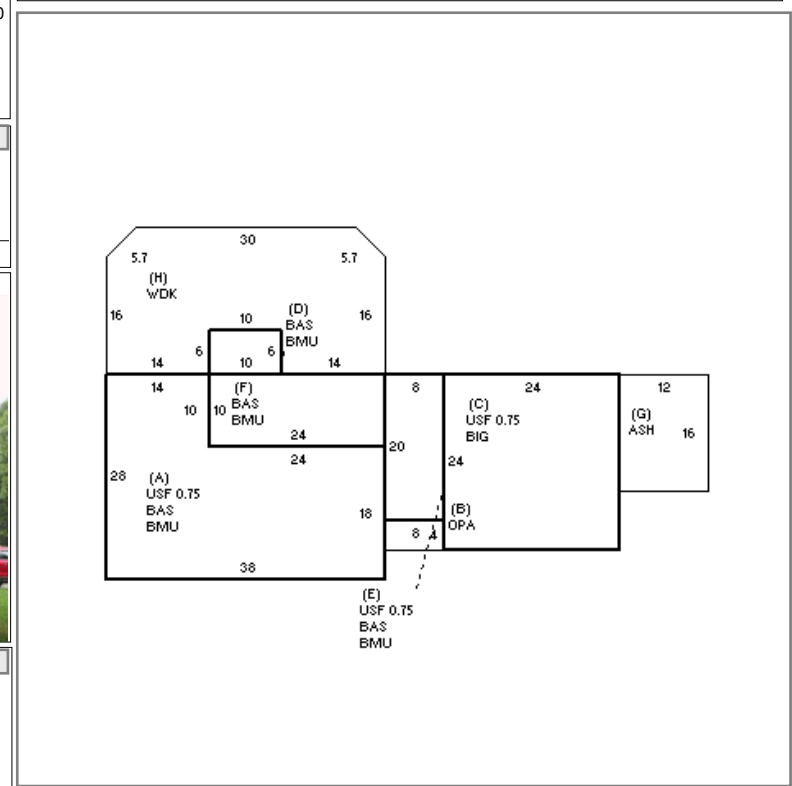 0
30
5.7
5.7
(H)
WDK
16
16
(D)
BAS
BMU
10
6
6
14
10
14
14
(F)
BAS
BMU
10
10
24
24
8
24
12
(C)
USF 0.75
BIG
(G)
ASH
16
20
24
28
(A)
USF 0.75
BAS
BMU
18
(B)
OPA
8
4
38
(E)
USF 0.75
BAS
BMU